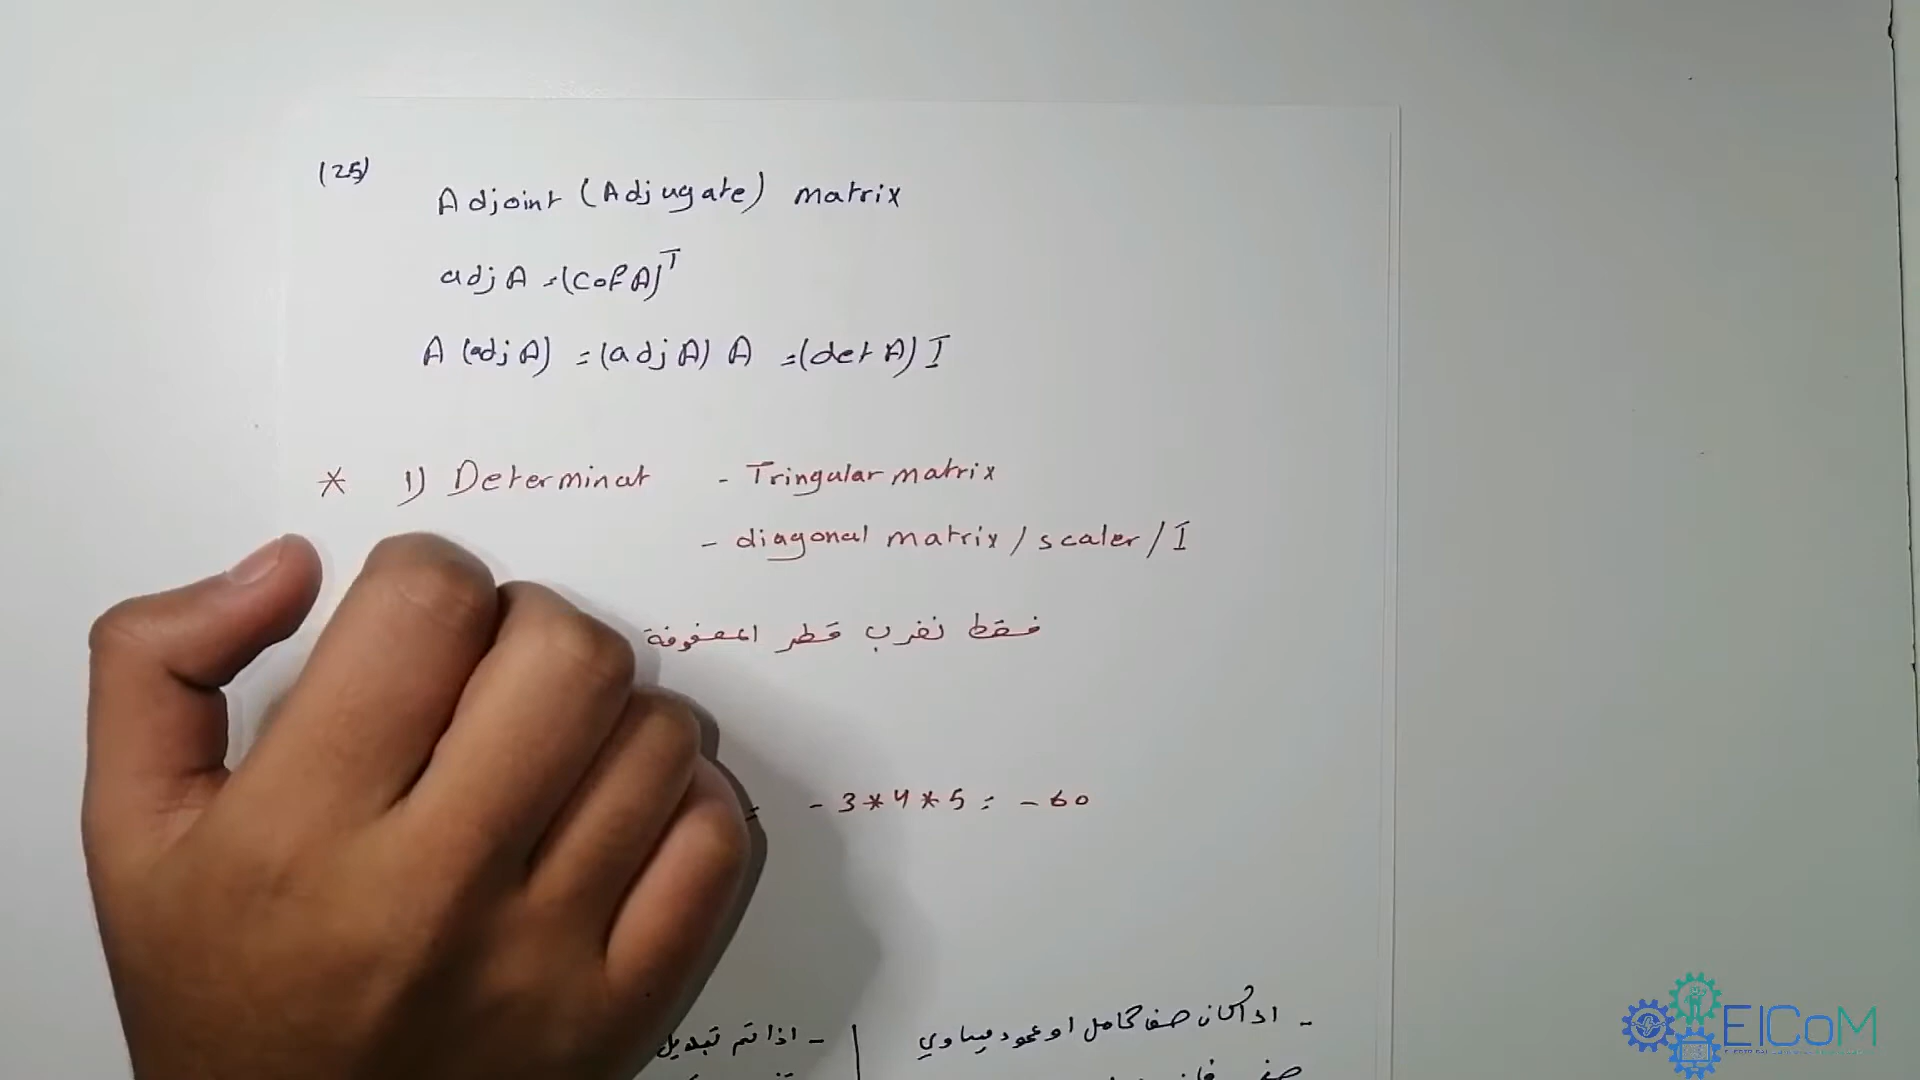 (25)
Adjoint (Adjugate) matrix
adj A = (Cof A)^T
A (adj A) = (adj A) A = (det A) I
* 1) Determinat - Tringular matrix
- diagonal matrix / scaler / I
فقط نضرب قطر المصفوفة
= - 3 * 4 * 5 = - 60
- اذا كان صف كامل او عمود يساوي
- اذا تم تبديل
EICoM